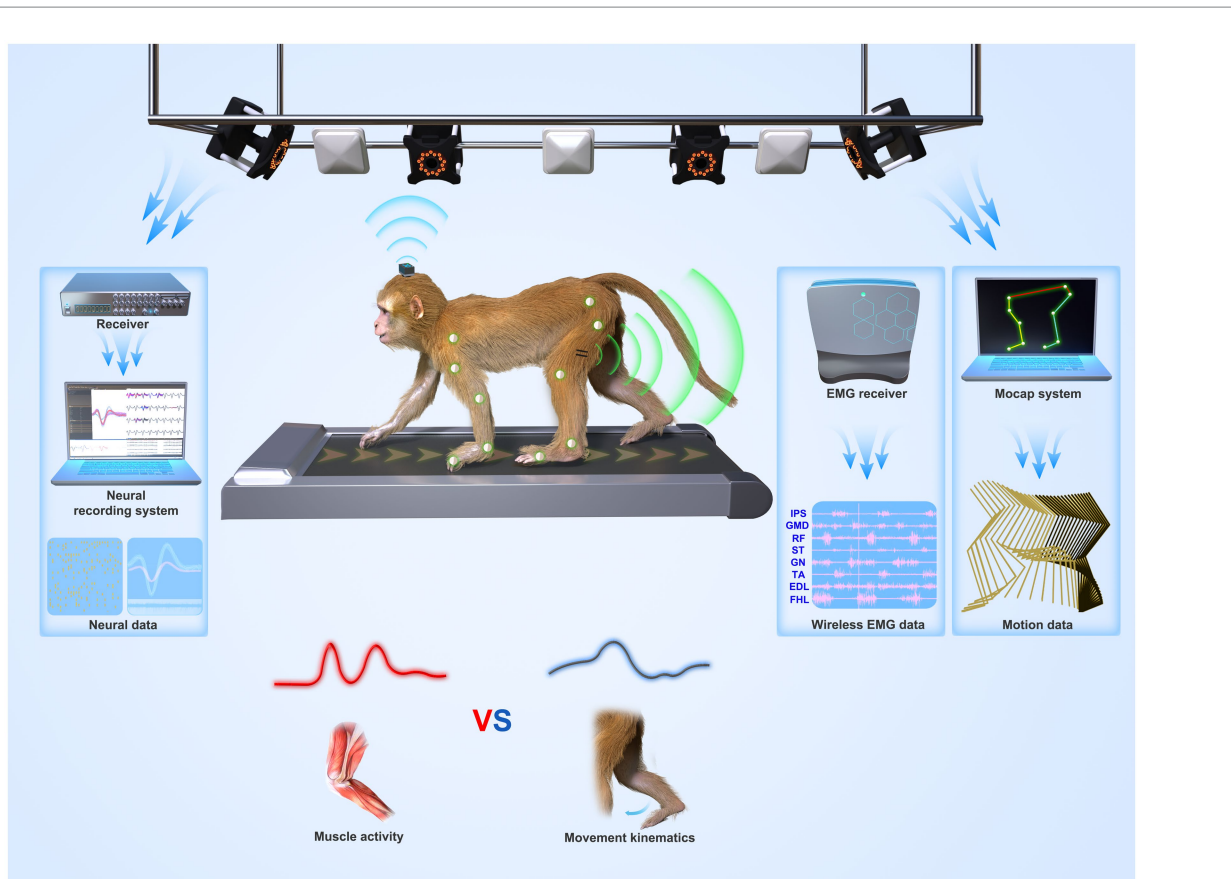 Receiver
Neural
recording system
Neural data
EMG receiver
IPS
GMD
RF
ST
GN
TA
EDL
FHL
Wireless EMG data
Mocap system
Motion data
VS
Muscle activity
Movement kinematics